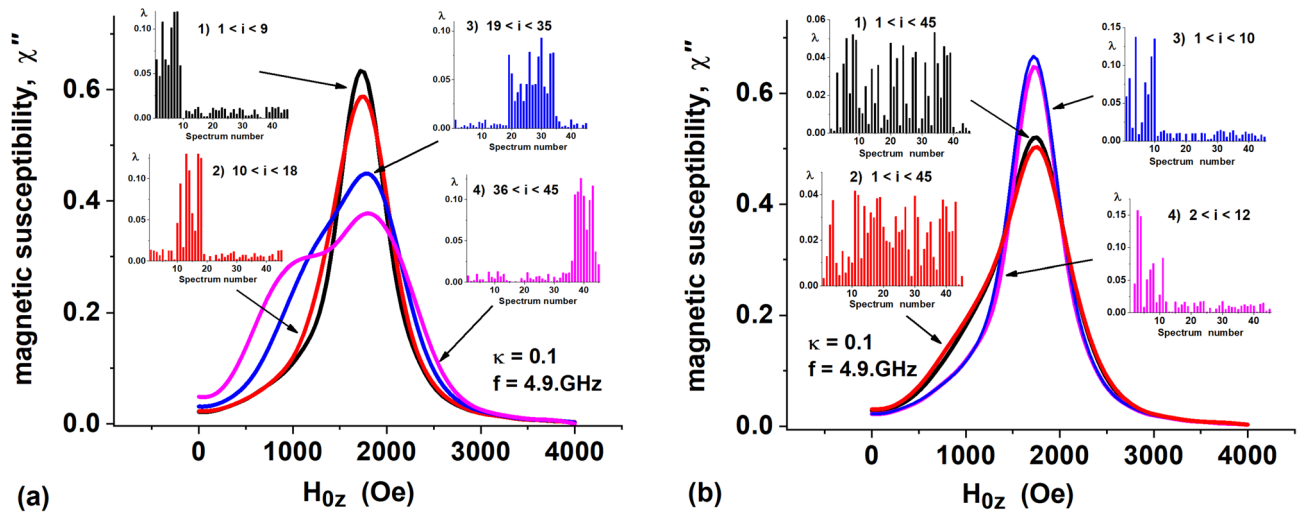 magnetic susceptibility, χ″
0.6
0.4
0.2
0.0
0 1000 2000 3000 4000
H0z (Oe)
(a)
λ
0.12
0.08
0.04
0.00
10 20 30 40
Spectrum number
1) 1 < i < 9
λ
0.10
0.05
0.00
10 20 30 40
Spectrum number
2) 10 < i < 18
λ
0.10
0.05
0.00
10 20 30 40
Spectrum number
3) 19 < i < 35
λ
0.10
0.05
0.00
10 20 30 40
Spectrum number
4) 36 < i < 45
κ = 0.1
f = 4.9.GHz
magnetic susceptibility, χ″
0.6
0.4
0.2
0.0
0 1000 2000 3000 4000
H0z (Oe)
(b)
λ
0.06
0.04
0.02
0.00
10 20 30 40
Spectrum number
1) 1 < i < 45
λ
0.06
0.04
0.02
0.00
10 20 30 40
Spectrum number
2) 1 < i < 45
λ
0.15
0.10
0.05
0.00
10 20 30 40
Spectrum number
3) 1 < i < 10
λ
0.15
0.10
0.05
0.00
10 20 30 40
Spectrum number
4) 2 < i < 12
κ = 0.1
f = 4.9.GHz